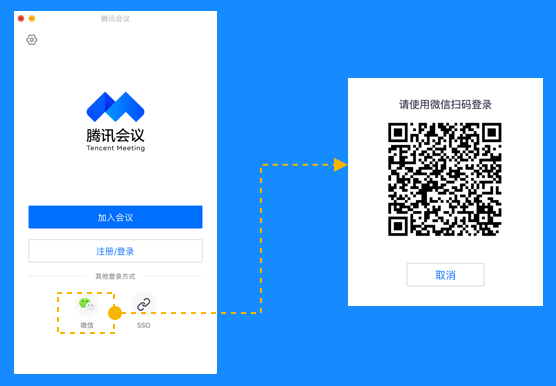 腾讯会议
腾讯会议
Tencent Meeting
加入会议
注册/登录
其他登录方式
微信
SSO
请使用微信扫码登录
取消